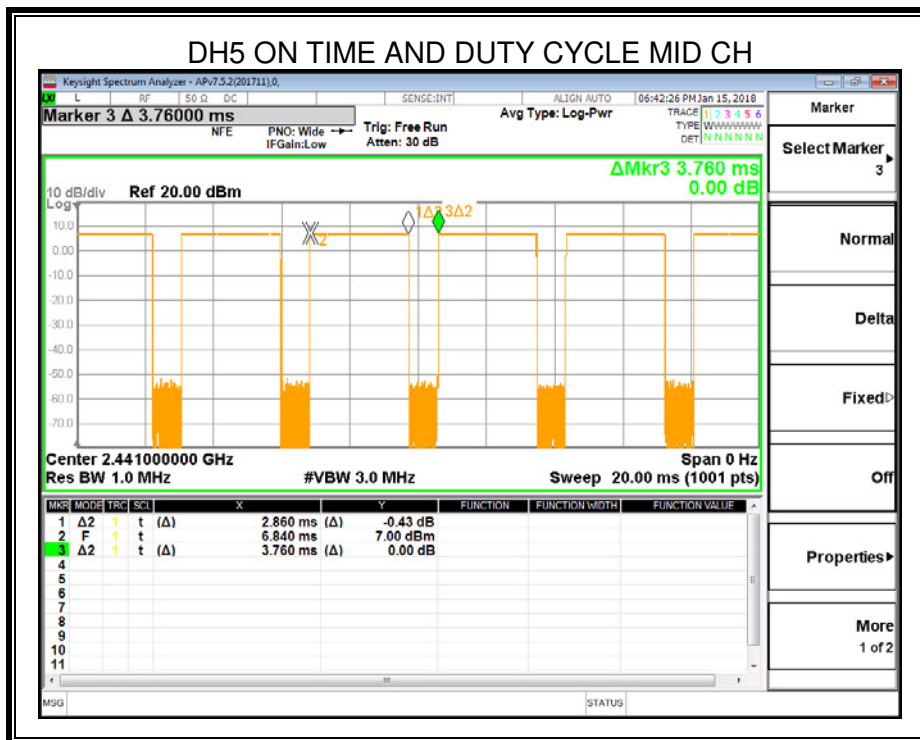 DH5 ON TIME AND DUTY CYCLE MID CH
Keysight Spectrum Analyzer - APv7.5.2(201711),0,
LXI L RF 50 Ω DC SENSE:INT ALIGN AUTO 06:42:26 PM Jan 15, 2018
Marker 3 Δ 3.76000 ms
NFE
PNO: Wide
IFGain:Low
Trig: Free Run
Atten: 30 dB
Avg Type: Log-Pwr
TRACE 1 2 3 4 5 6
TYPE WWWWWW
DET N N N N N N
ΔMkr3 3.760 ms
0.00 dB
10 dB/div Ref 20.00 dBm
Log
1Δ2 3Δ2
10.0
2
0.00
-10.0
-30.0
-40.0
-50.0
-60.0
-70.0
Center 2.441000000 GHz Span 0 Hz
Res BW 1.0 MHz #VBW 3.0 MHz Sweep 20.00 ms (1001 pts)
MKR MODE TRC SCL X Y FUNCTION FUNCTION WIDTH FUNCTION VALUE
1 Δ2 1 t (Δ) 2.860 ms (Δ) -0.43 dB
2 F 1 t 6.840 ms 7.00 dBm
3 Δ2 1 t (Δ) 3.760 ms (Δ) 0.00 dB
4
5
6
7
8
9
10
11
MSG STATUS
Marker
Select Marker
3
Normal
Delta
Fixed
Off
Properties
More
1 of 2